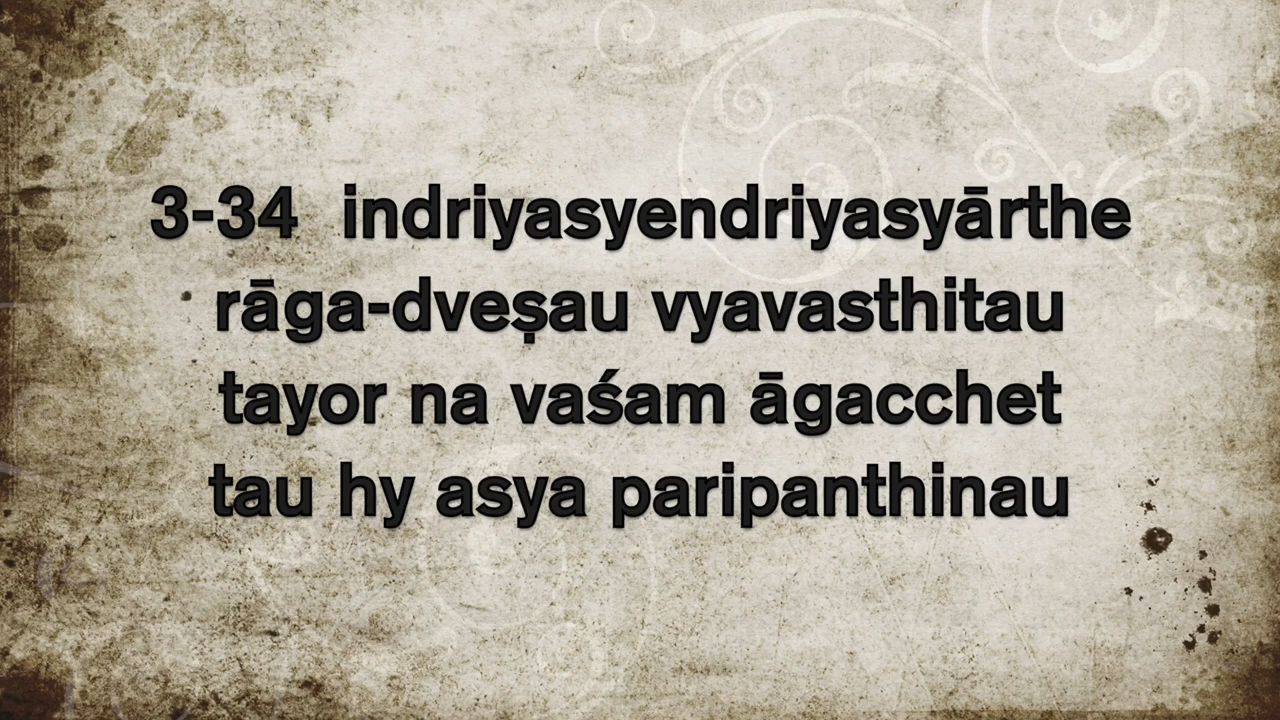 3-34 indriyasyendriyasyārthe
rāga-dveṣau vyavasthitau
tayor na vaśam āgacchet
tau hy asya paripanthinau